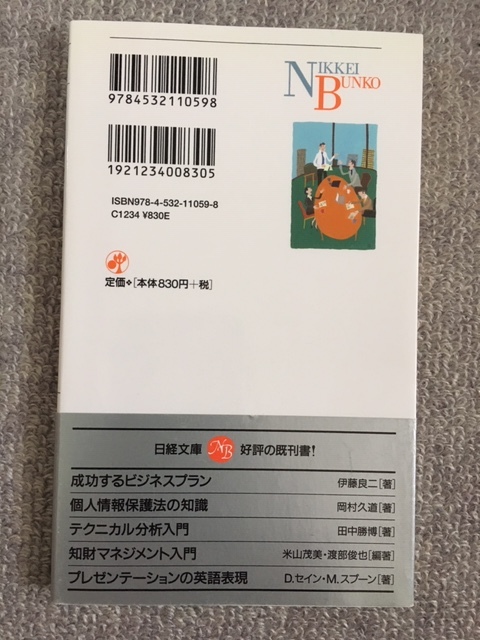 NIKKEI
BUNKO
9784532110598
1921234008305
ISBN978-4-532-11059-8
C1234 ¥830E
定価❖[本体830円+税]
日経文庫 NB 好評の既刊書!
成功するビジネスプラン 伊藤良二[著]
個人情報保護法の知識 岡村久道[著]
テクニカル分析入門 田中勝博[著]
知財マネジメント入門 米山茂美・渡部俊也[編著]
プレゼンテーションの英語表現 D.セイン・M.スプーン[著]